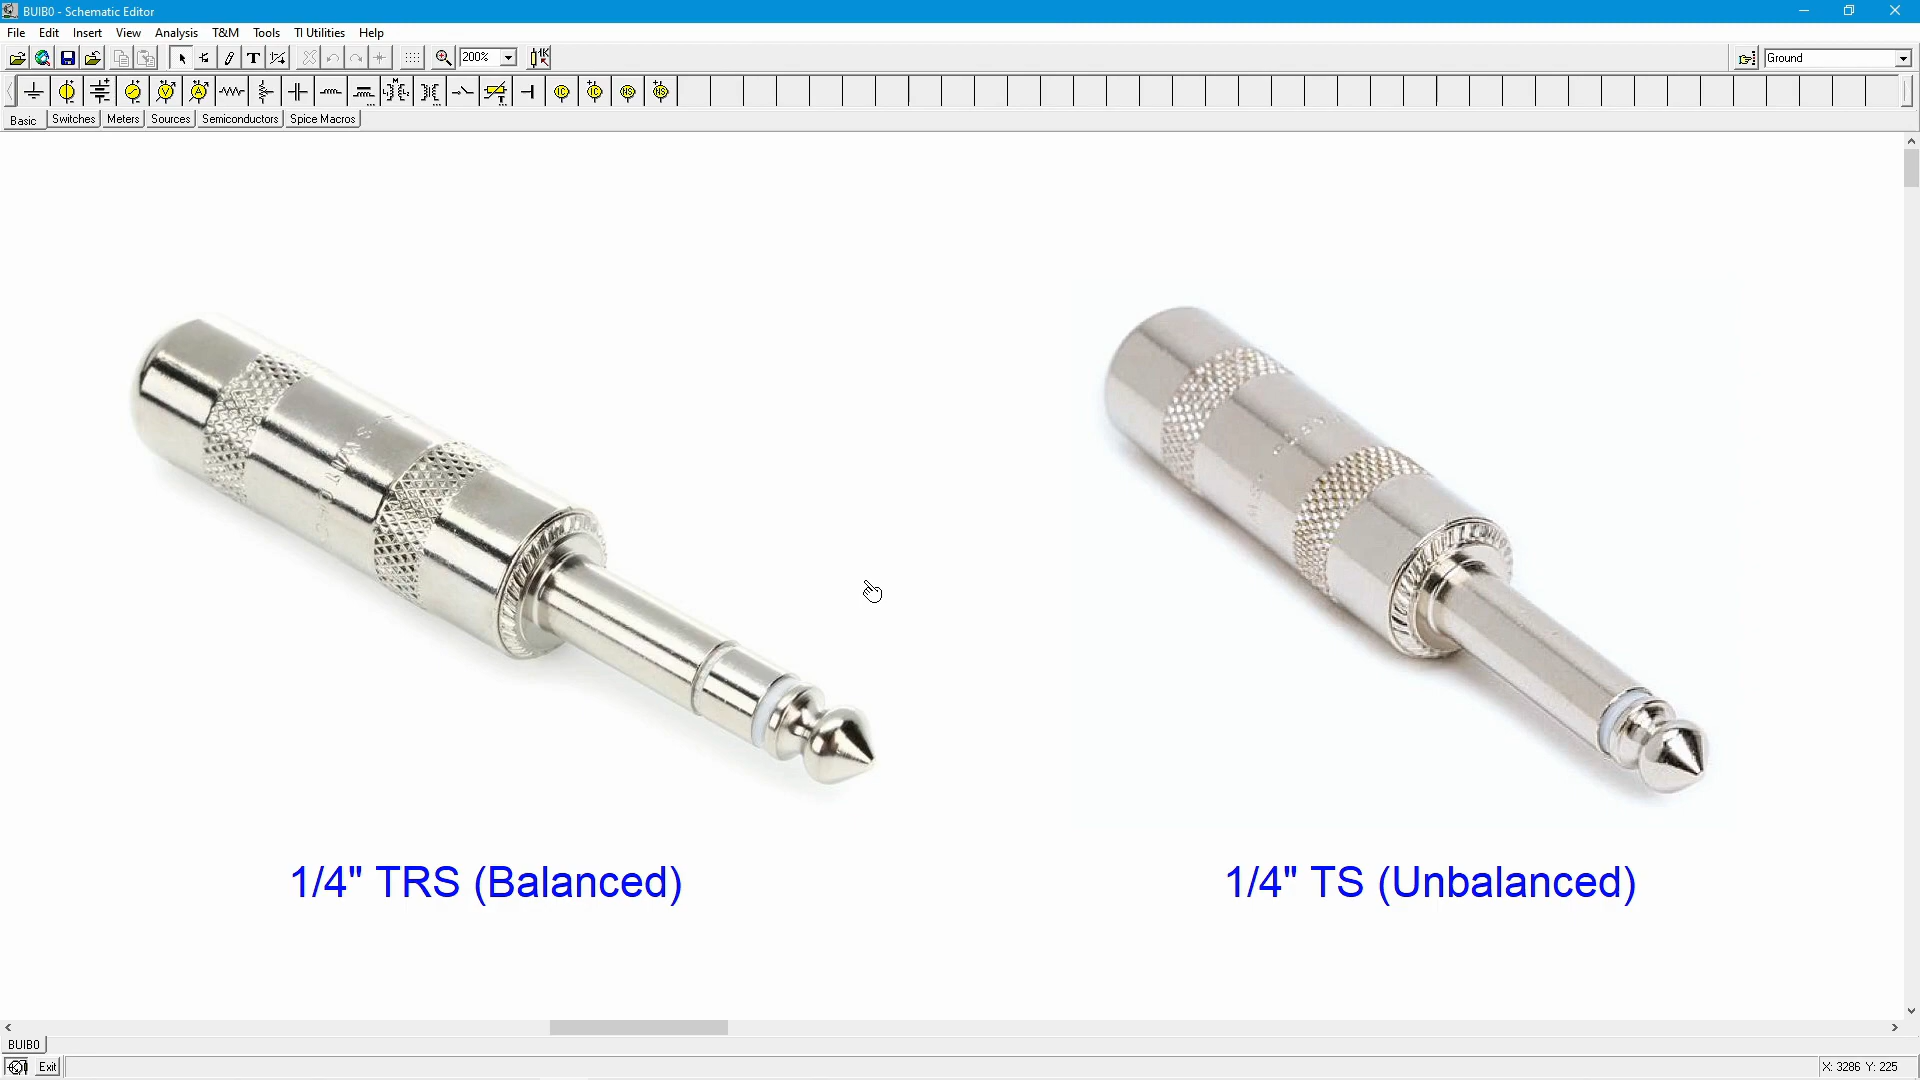 BUIB0 - Schematic Editor
File Edit Insert View Analysis T&M Tools TI Utilities Help
200%
1K
Ground
Basic Switches Meters Sources Semiconductors Spice Macros
1/4" TRS (Balanced)
1/4" TS (Unbalanced)
BUIB0
Exit
X: 3286 Y: 225